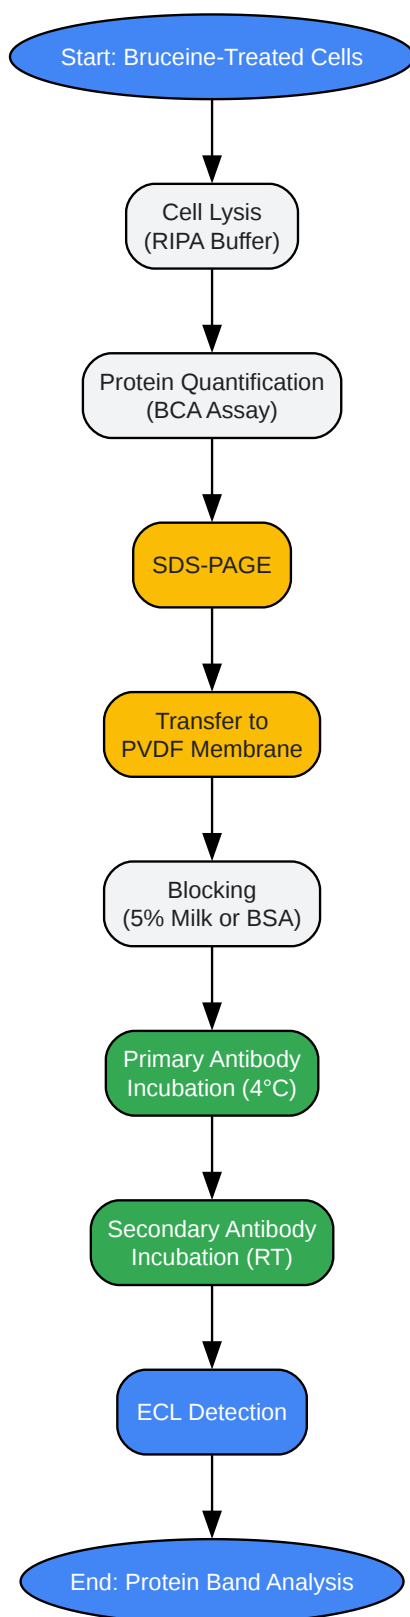 Start: Bruceine-Treated Cells
Cell Lysis
(RIPA Buffer)
Protein Quantification
(BCA Assay)
SDS-PAGE
Transfer to
PVDF Membrane
Blocking
(5% Milk or BSA)
Primary Antibody
Incubation (4°C)
Secondary Antibody
Incubation (RT)
ECL Detection
End: Protein Band Analysis